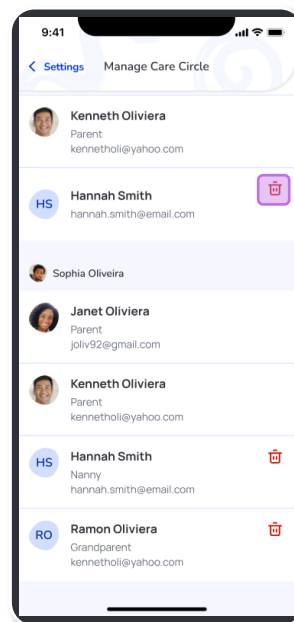 9:41
Settings Manage Care Circle
Kenneth Oliviera
Parent
kennetholi@yahoo.com
HS
Hannah Smith
hannah.smith@email.com
Sophia Oliveira
Janet Oliviera
Parent
joliv92@gmail.com
Kenneth Oliviera
Parent
kennetholi@yahoo.com
HS
Hannah Smith
Nanny
hannah.smith@email.com
RO
Ramon Oliviera
Grandparent
kennetholi@yahoo.com